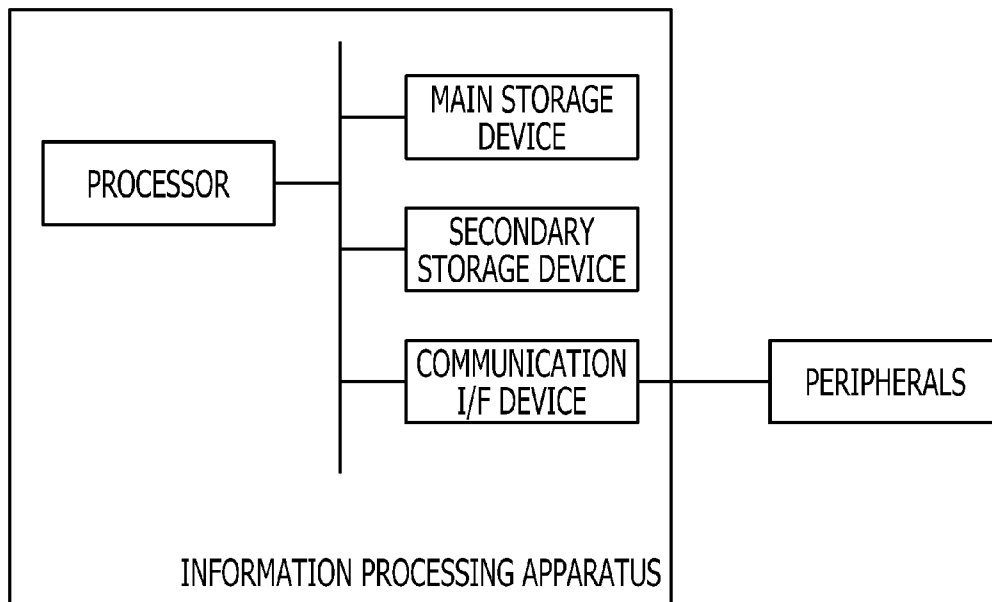 MAIN STORAGE
DEVICE
PROCESSOR
SECONDARY
STORAGE DEVICE
COMMUNICATION
I/F DEVICE
PERIPHERALS
INFORMATION PROCESSING APPARATUS